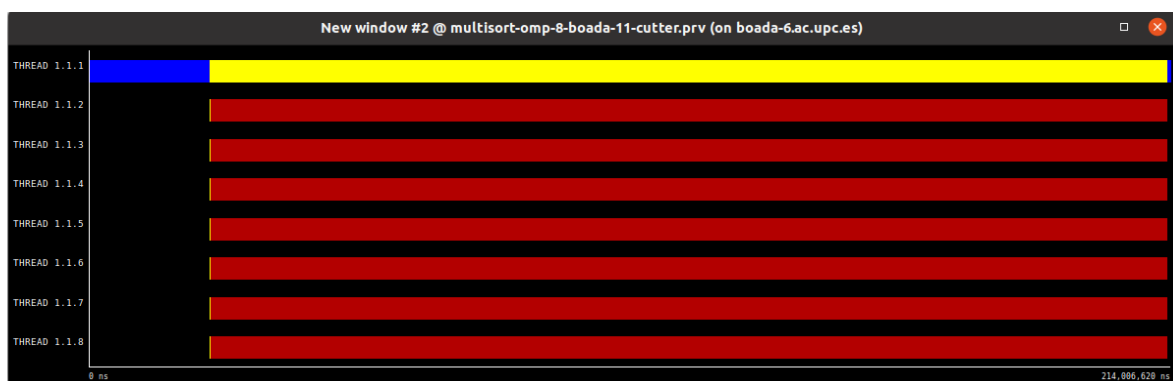 New window #2 @ multisort-omp-8-boada-11-cutter.prv (on boada-6.ac.upc.es)
THREAD 1.1.1
THREAD 1.1.2
THREAD 1.1.3
THREAD 1.1.4
THREAD 1.1.5
THREAD 1.1.6
THREAD 1.1.7
THREAD 1.1.8
0 ns 214,006,620 ns